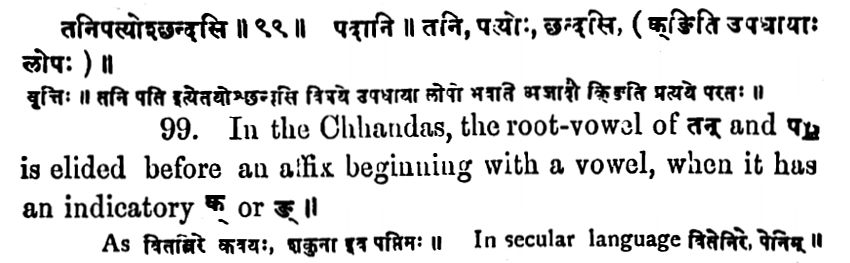 तनिपत्योश्छन्दसि ॥ ९९ ॥ पदानि ॥ तनि, पत्योः, छन्दसि, ( क्ङिति उपधायाः
लोपः ) ॥
वृत्तिः ॥ तनि पति इत्येतयोश्छन्दसि विषये उपधाया लोपो भवति अजादौ क्ङिति प्रत्यये परतः ॥
99. In the Chhandas, the root-vowel of तन् and पत्
is elided before an affix beginning with a vowel, when it has
an indicatory क् or ङ् ॥
As वितत्निरे कवयः, शकुना इव पप्तिमः ॥ In secular language वितेनिरे, पेतिम ॥